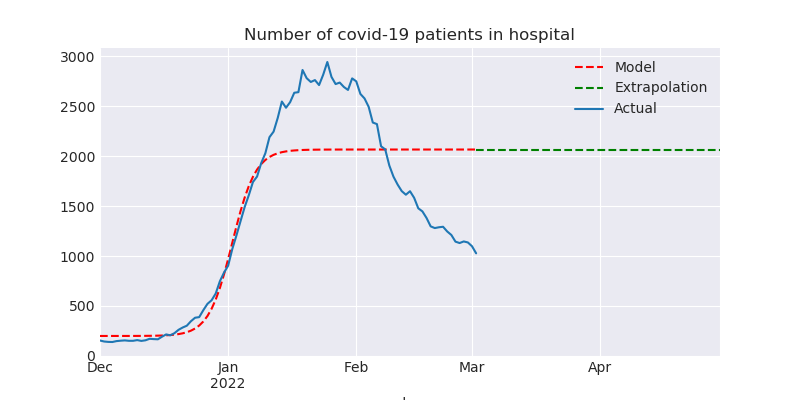 Number of covid-19 patients in hospital
3000
2500
2000
1500
1000
500
0
Model
Extrapolation
Actual
Dec
Jan
2022
Feb
Mar
Apr